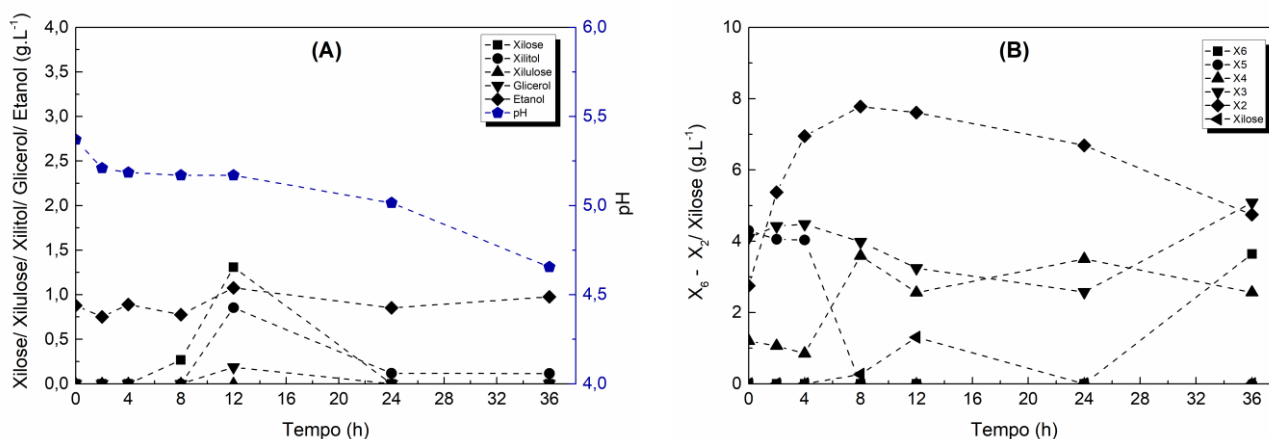 (A)
Xilose/ Xilulose/ Xilitol/ Glicerol/ Etanol (g.L⁻¹)
4,0
3,5
3,0
2,5
2,0
1,5
1,0
0,5
0,0
Xilose
Xilitol
Xilulose
Glicerol
Etanol
pH
6,0
5,5
5,0
4,5
4,0
pH
0 4 8 12 16 20 24 28 32 36
Tempo (h)
(B)
X₆ - X₂/ Xilose (g.L⁻¹)
10
8
6
4
2
0
X6
X5
X4
X3
X2
Xilose
0 4 8 12 16 20 24 28 32 36
Tempo (h)